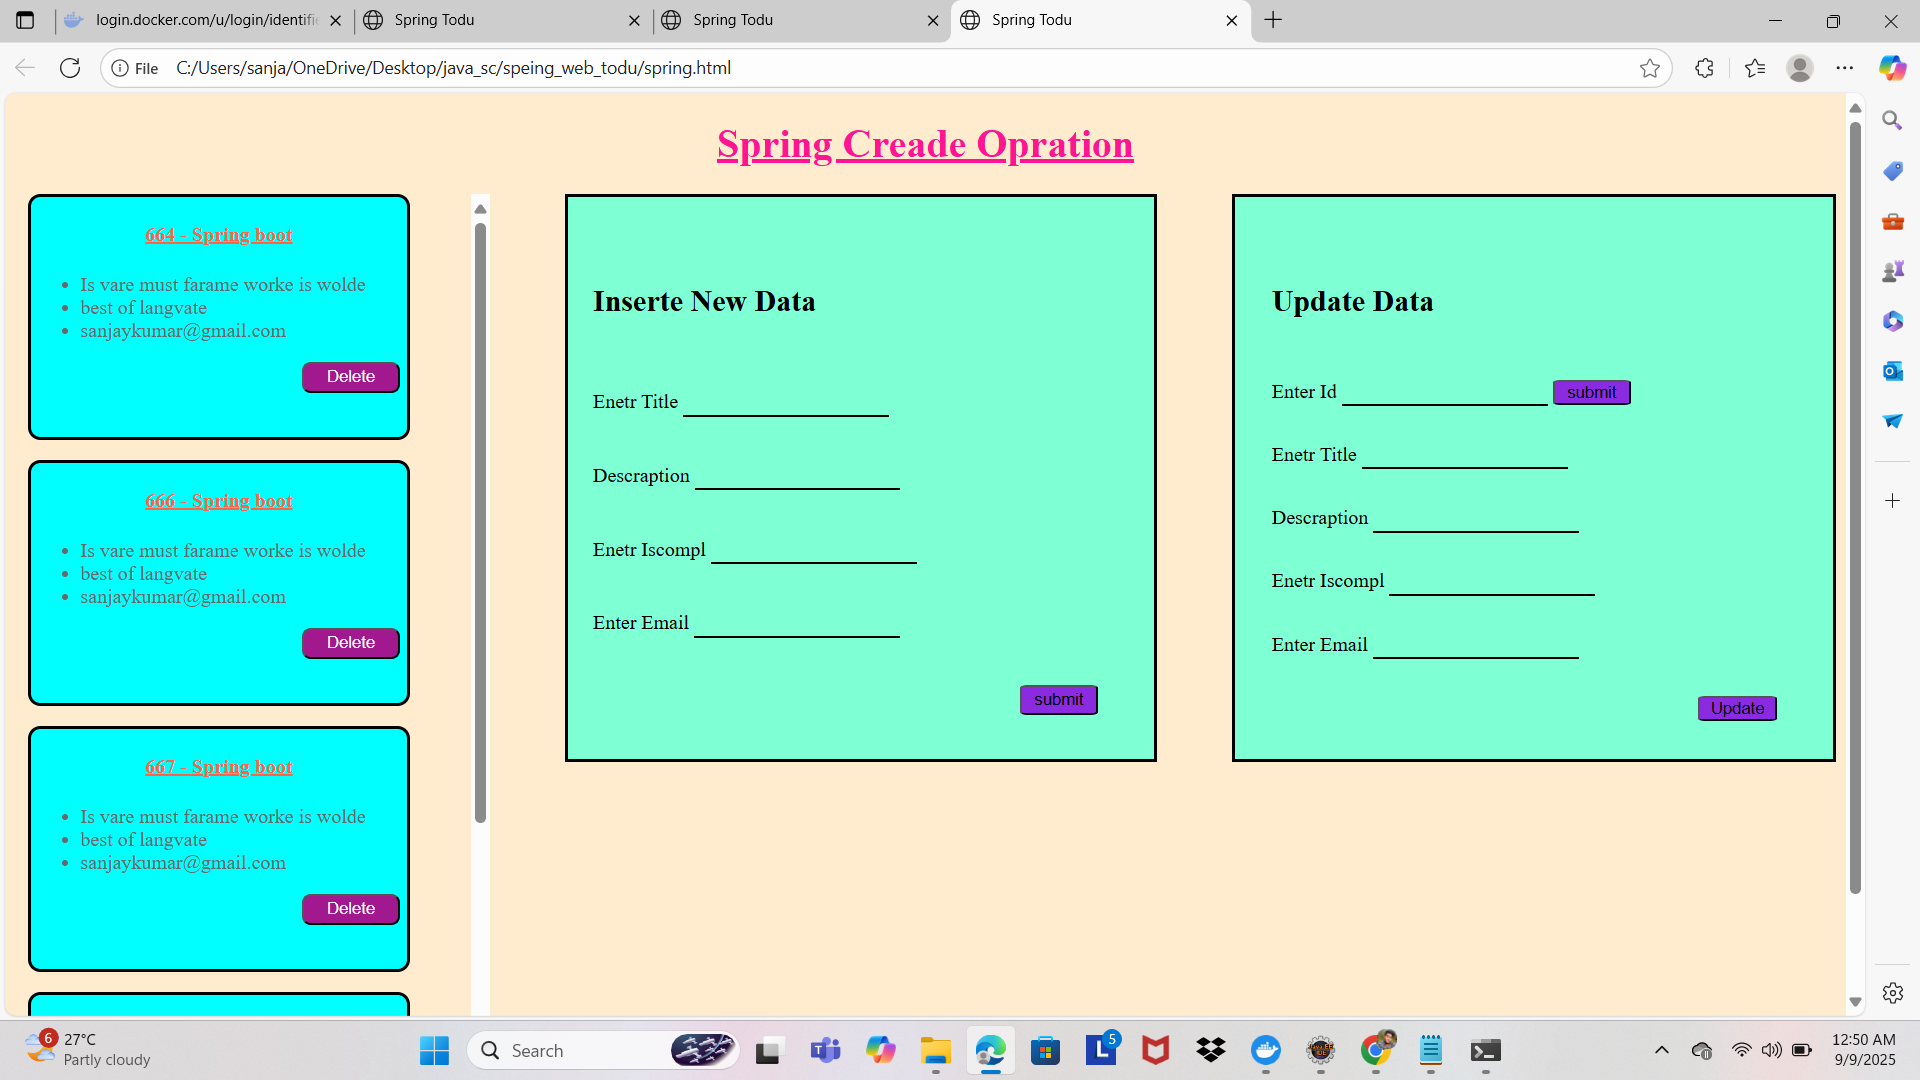 login.docker.com/u/login/identifi
Spring Todu
Spring Todu
Spring Todu
File C:/Users/sanja/OneDrive/Desktop/java_sc/speing_web_todu/spring.html
Spring Creade Opration
664 - Spring boot
Is vare must farame worke is wolde
best of langvate
sanjaykumar@gmail.com
Delete
666 - Spring boot
Is vare must farame worke is wolde
best of langvate
sanjaykumar@gmail.com
Delete
667 - Spring boot
Is vare must farame worke is wolde
best of langvate
sanjaykumar@gmail.com
Delete
Inserte New Data
Enetr Title
Descraption
Enetr Iscompl
Enter Email
submit
Update Data
Enter Id submit
Enetr Title
Descraption
Enetr Iscompl
Enter Email
Update
6
27°C
Partly cloudy
Search
L 5
12:50 AM
9/9/2025